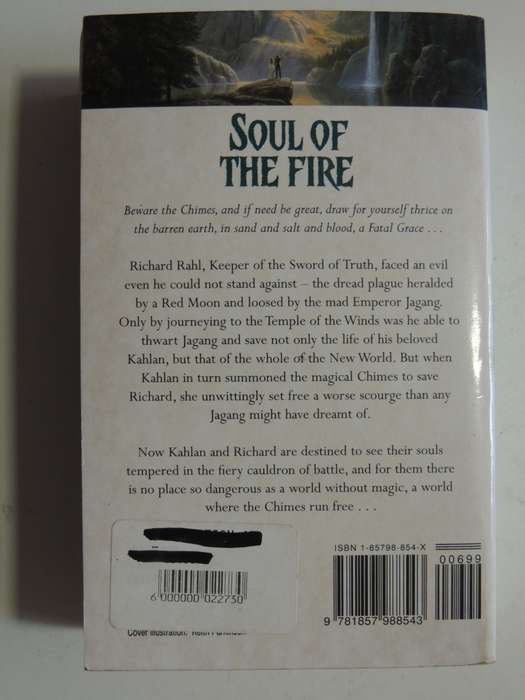 SOUL OF
THE FIRE
Beware the Chimes, and if need be great, draw for yourself thrice on
the barren earth, in sand and salt and blood, a Fatal Grace . . .
Richard Rahl, Keeper of the Sword of Truth, faced an evil
even he could not stand against – the dread plague heralded
by a Red Moon and loosed by the mad Emperor Jagang.
Only by journeying to the Temple of the Winds was he able to
thwart Jagang and save not only the life of his beloved
Kahlan, but that of the whole of the New World. But when
Kahlan in turn summoned the magical Chimes to save
Richard, she unwittingly set free a worse scourge than any
Jagang might have dreamt of.
Now Kahlan and Richard are destined to see their souls
tempered in the fiery cauldron of battle, and for them there
is no place so dangerous as a world without magic, a world
where the Chimes run free . . .
ISBN 1-85798-854-X
00699
6 000000 022730
9 781857 988543
Cover illustration: